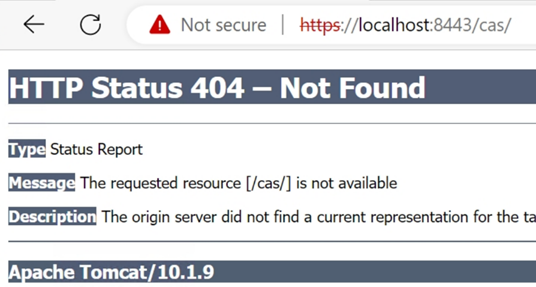 Not secure | https://localhost:8443/cas/
HTTP Status 404 – Not Found
Type Status Report
Message The requested resource [/cas/] is not available
Description The origin server did not find a current representation for the ta
Apache Tomcat/10.1.9